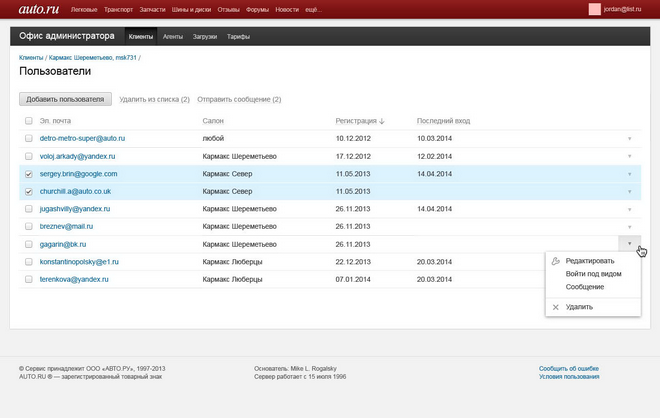 auto.ru Легковые Транспорт Запчасти Шины и диски Отзывы Форумы Новости ещё... jordan@list.ru
Офис администратора Клиенты Агенты Загрузки Тарифы
Клиенты / Кармакс Шереметьево, msk731 /
Пользователи
Добавить пользователя Удалить из списка (2) Отправить сообщение (2)
Эл. почта Салон Регистрация ↓ Последний вход
detro-metro-super@auto.ru любой 10.12.2012 10.03.2014
voloj.arkady@yandex.ru Кармакс Шереметьево 17.12.2012 12.02.2014
sergey.brin@google.com Кармакс Север 11.05.2013 14.04.2014
churchill.a@auto.co.uk Кармакс Север 11.05.2013
jugashvilly@yandex.ru Кармакс Шереметьево 26.11.2013 14.04.2014
breznev@mail.ru Кармакс Шереметьево 26.11.2013
gagarin@bk.ru Кармакс Шереметьево 26.11.2013
konstantinopolsky@e1.ru Кармакс Люберцы 22.12.2013 20.03.2014
terenkova@yandex.ru Кармакс Люберцы 07.01.2014 20.03.2014
Редактировать
Войти под видом
Сообщение
Удалить
© Сервис принадлежит ООО «АВТО.РУ», 1997-2013 Основатель: Mike L. Rogalsky Сообщить об ошибке
AUTO.RU ® — зарегистрированный товарный знак Сервер работает с 15 июля 1996 Условия пользования